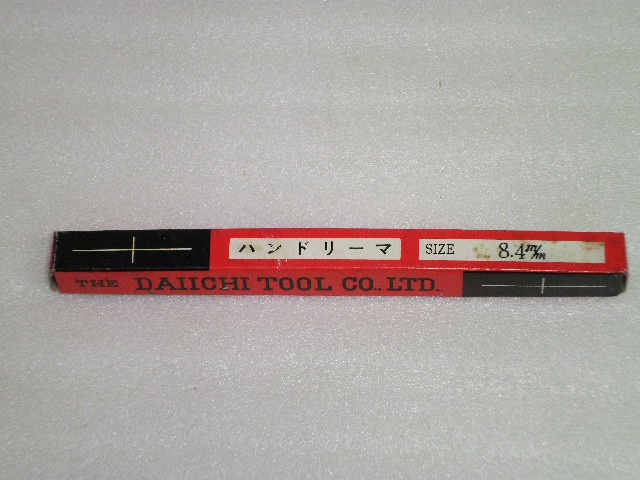 ハンドリーマ SIZE 8.4m/m
THE DAIICHI TOOL CO., LTD.